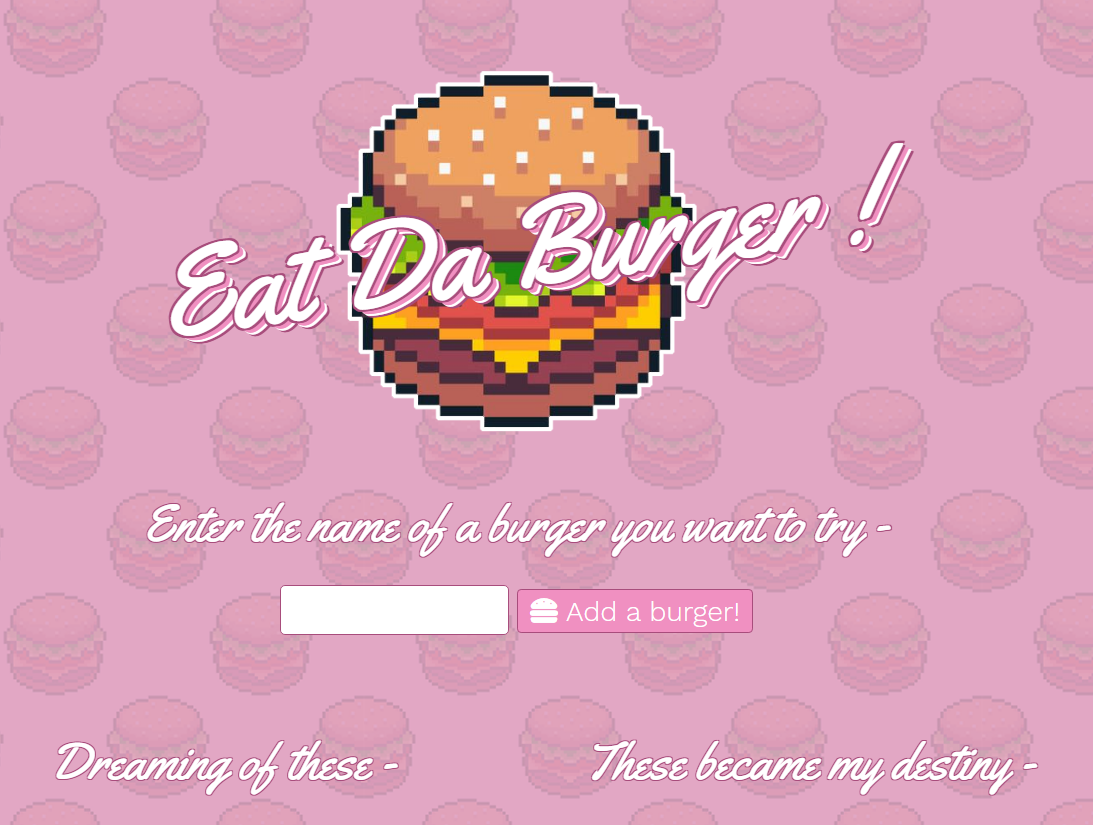 Eat Da Burger !
Enter the name of a burger you want to try -
Add a burger!
Dreaming of these -
These became my destiny -